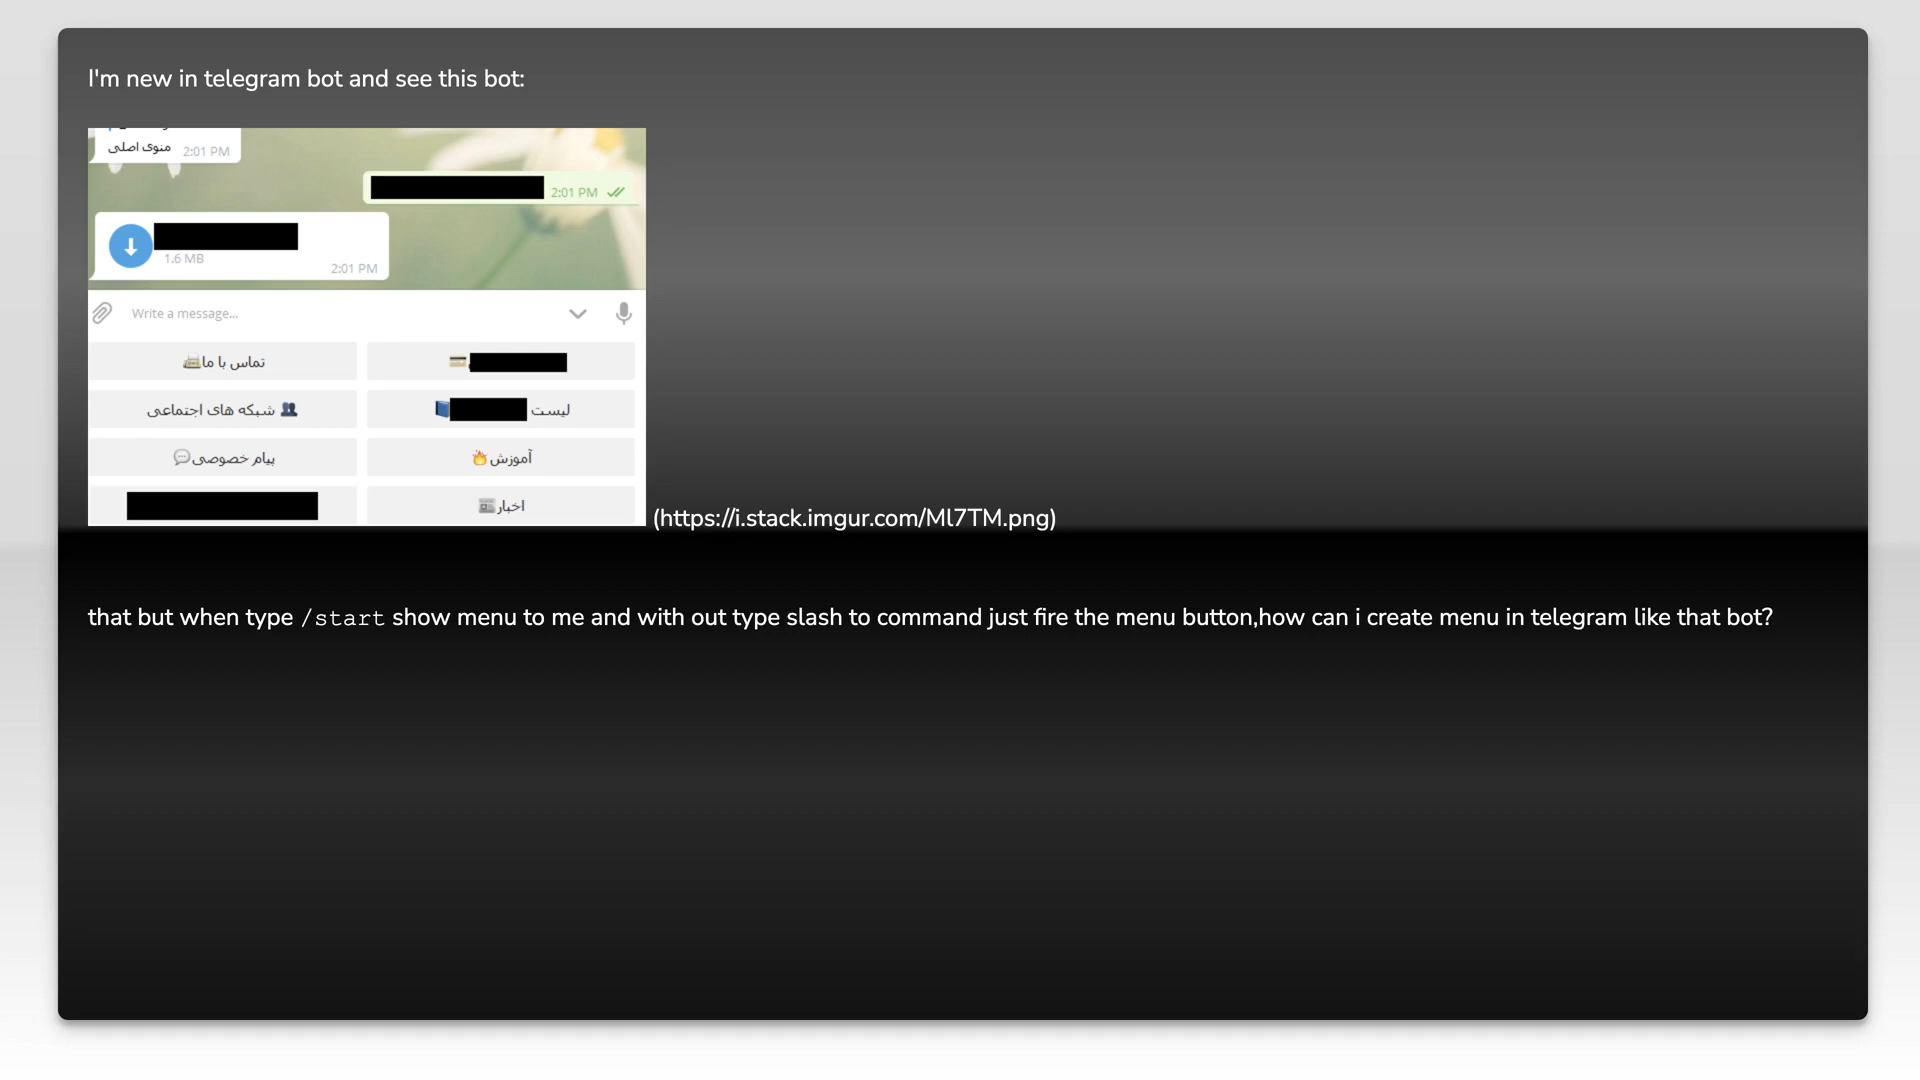 I'm new in telegram bot and see this bot:
منوی اصلی 2:01 PM
2:01 PM
1.6 MB
2:01 PM
Write a message...
تماس با ما
شبکه های اجتماعی
لیست
پیام خصوصی
آموزش
اخبار
(https://i.stack.imgur.com/Ml7TM.png)
that but when type /start show menu to me and with out type slash to command just fire the menu button,how can i create menu in telegram like that bot?